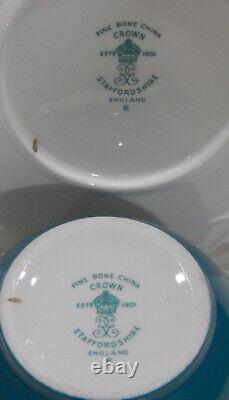 FINE BONE CHINA
CROWN
ESTD 1801
STAFFORDSHIRE
ENGLAND
R
FINE BONE CHINA
CROWN
ESTD 1801
STAFFORDSHIRE
ENGLAND
R